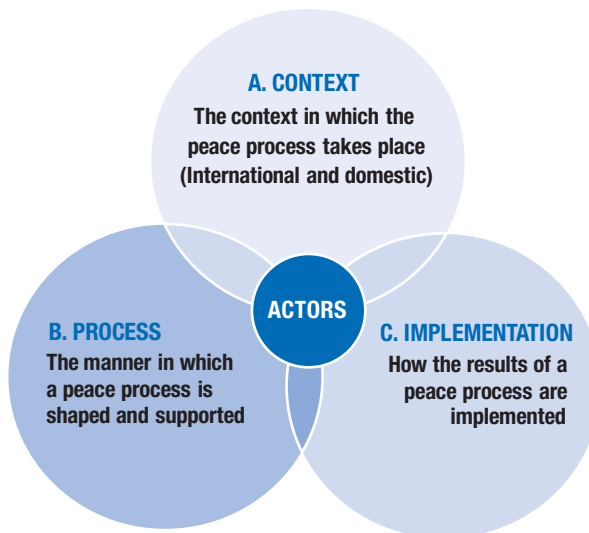 A. CONTEXT
The context in which the
peace process takes place
(International and domestic)
ACTORS
B. PROCESS
The manner in which
a peace process is
shaped and supported
C. IMPLEMENTATION
How the results of a
peace process are
implemented